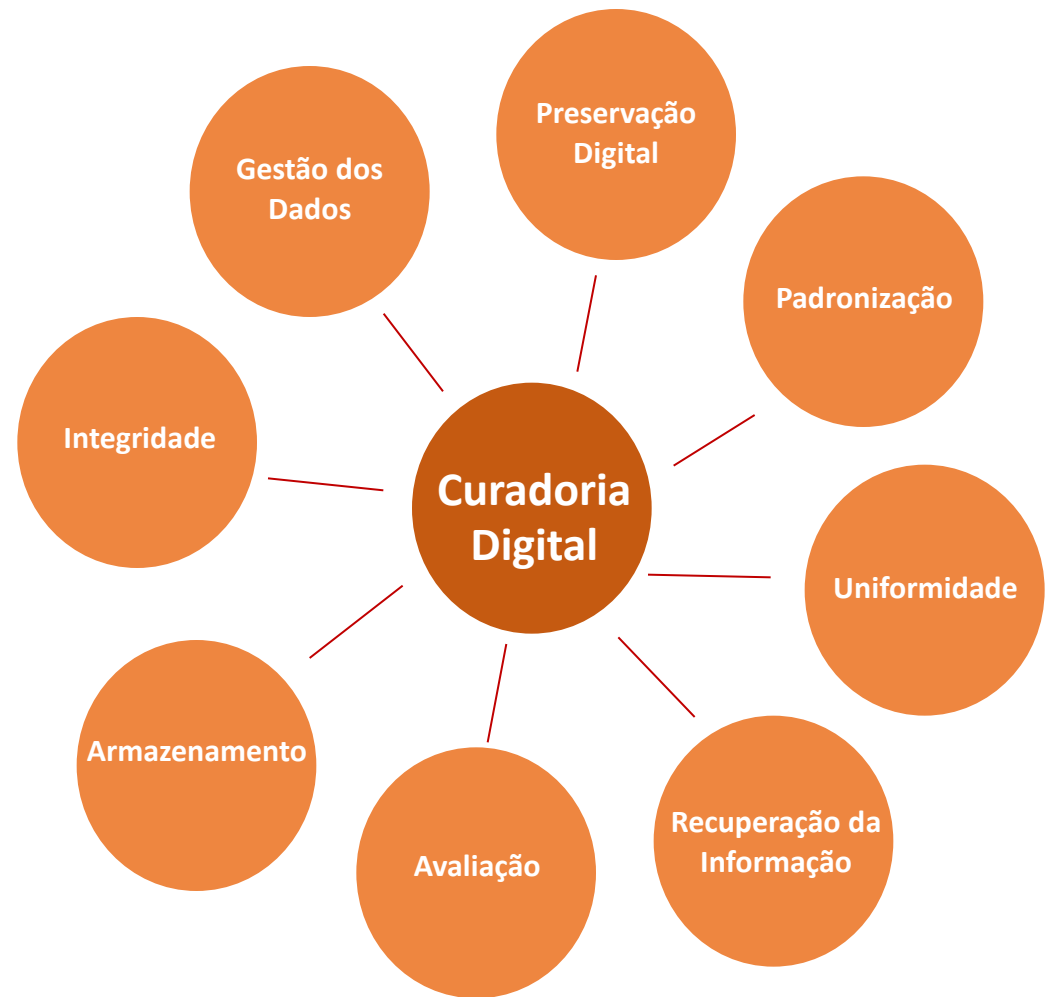 Preservação
Digital
Gestão dos
Dados
Padronização
Integridade
Curadoria
Digital
Uniformidade
Armazenamento
Recuperação da
Informação
Avaliação